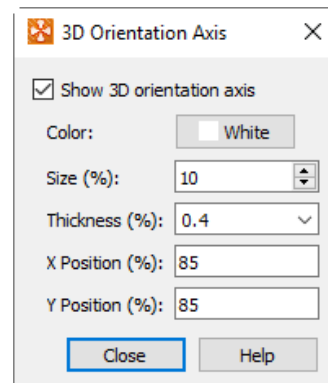 3D Orientation Axis
Show 3D orientation axis
Color: White
Size (%): 10
Thickness (%): 0.4
X Position (%): 85
Y Position (%): 85
Close Help